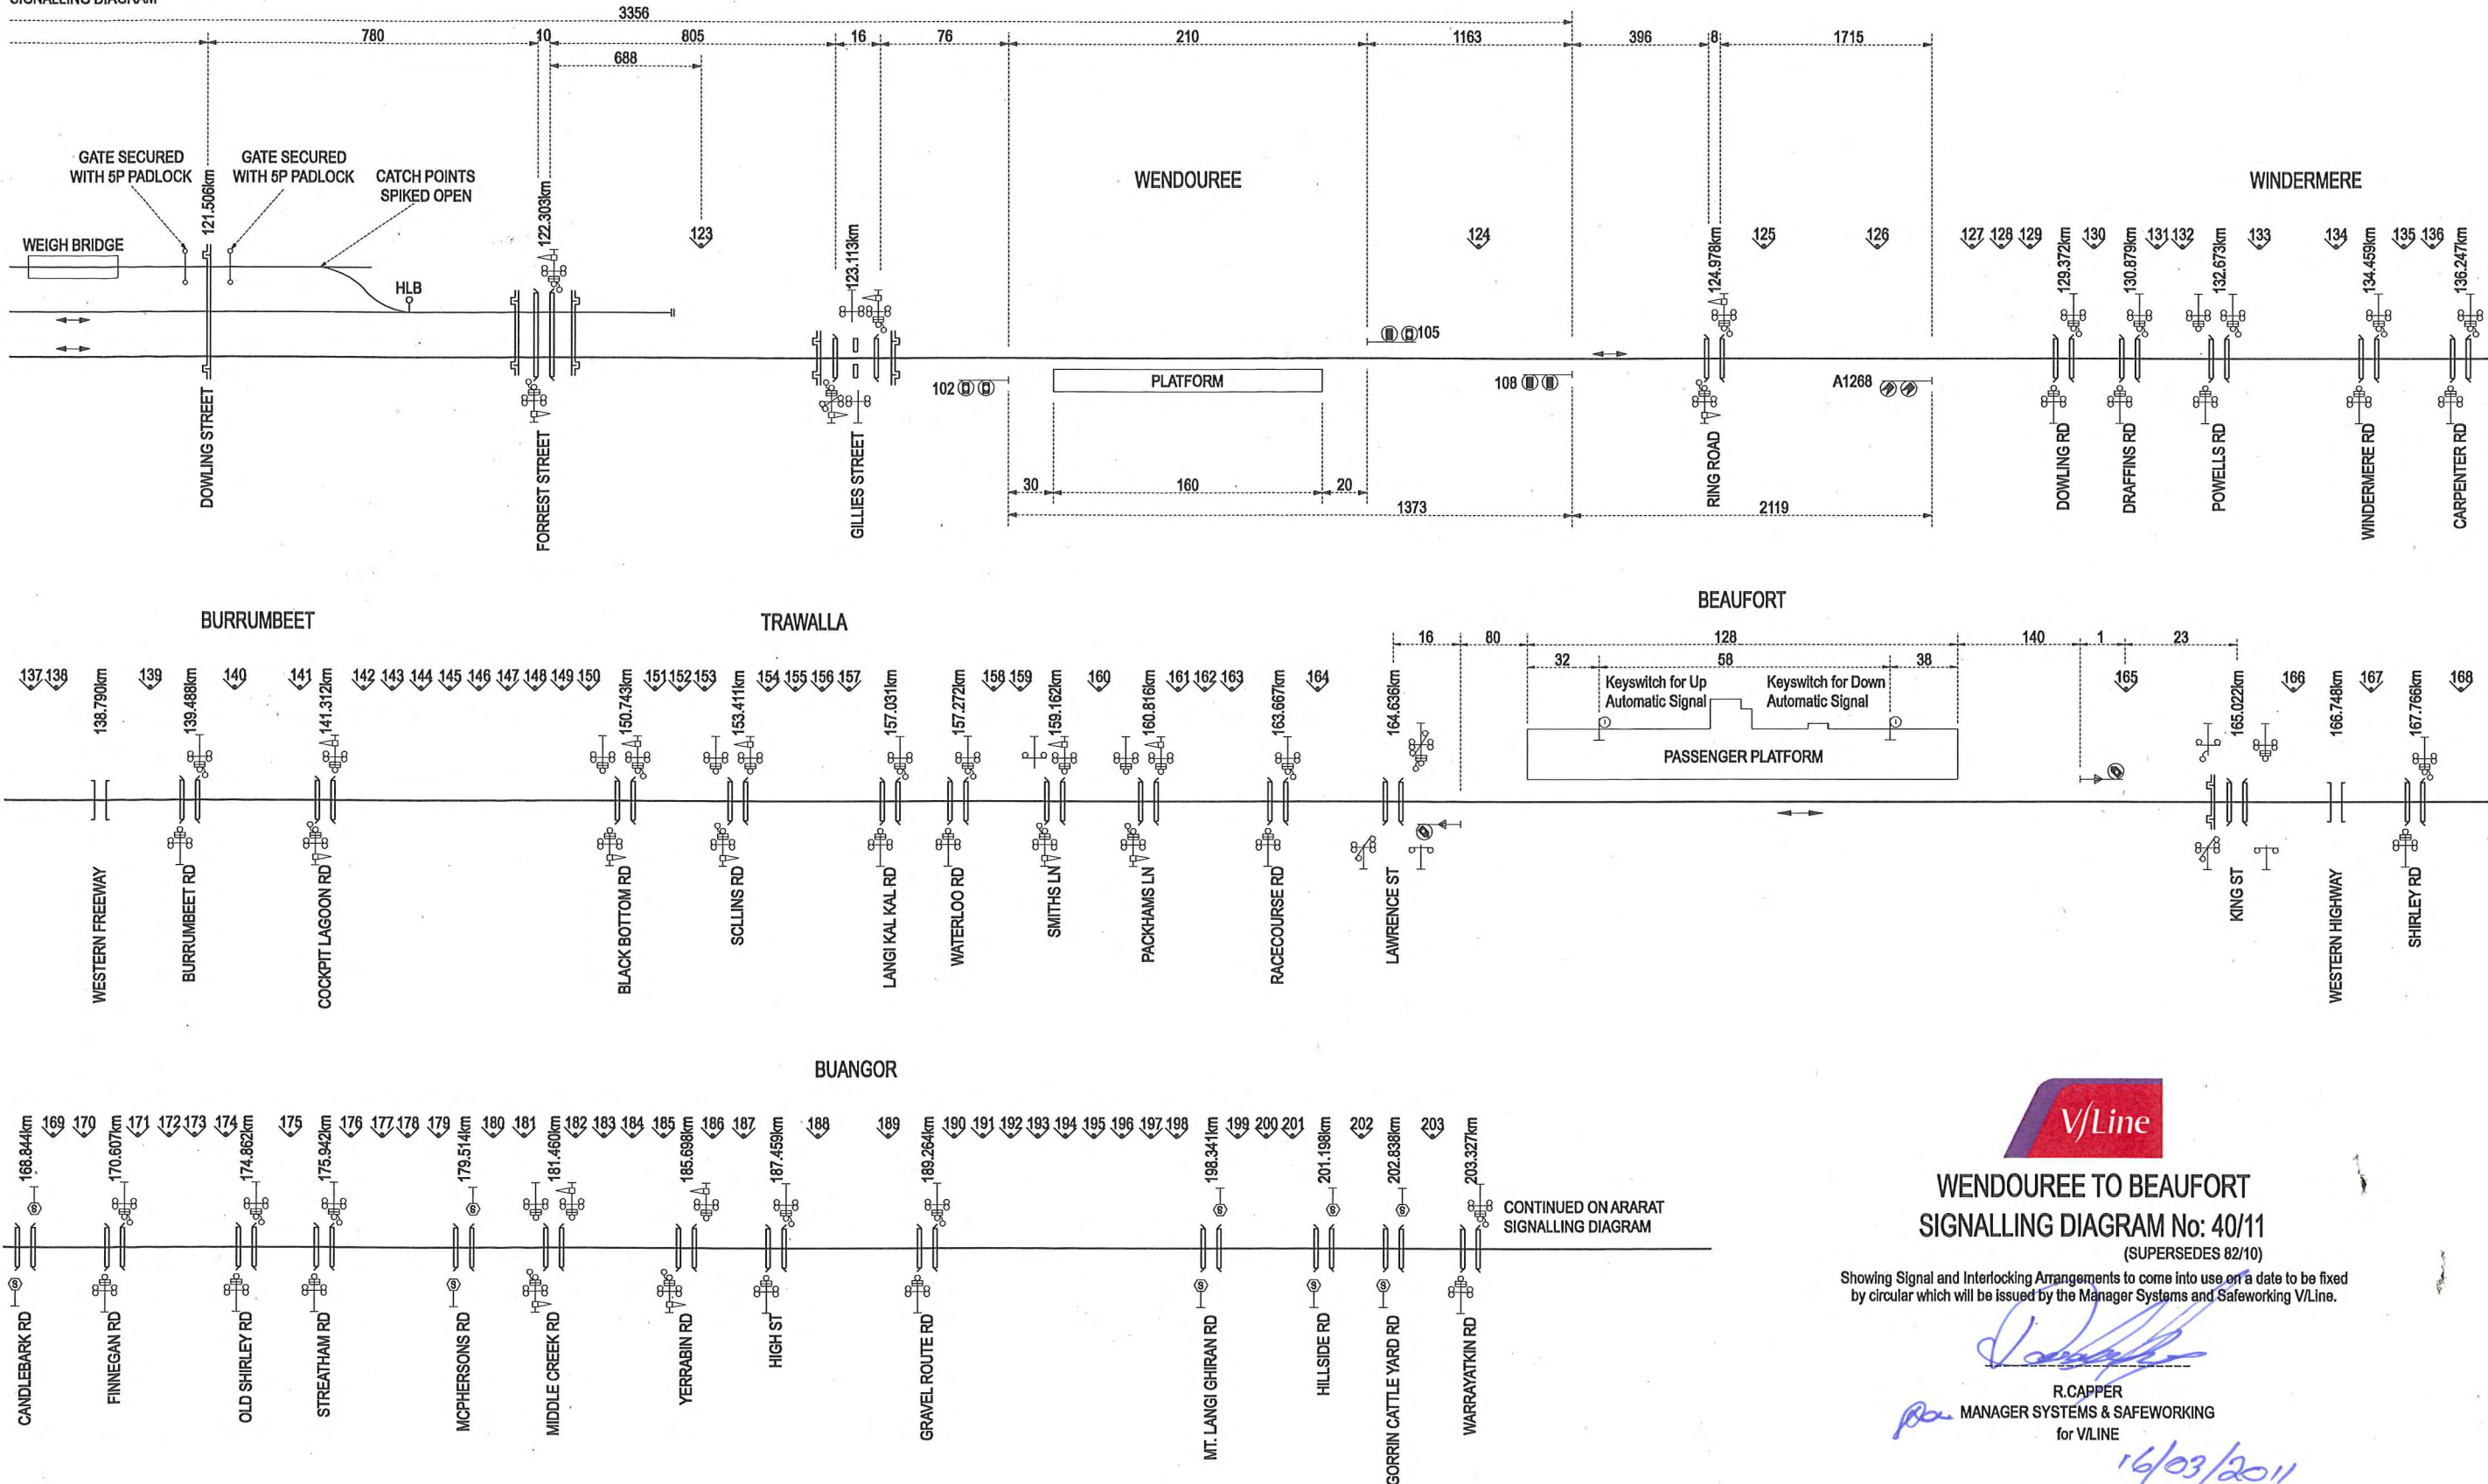 SIGNALLING DIAGRAM
3356
780
10
805
16
76
210
1163
396
8
1715
688
GATE SECURED
WITH 5P PADLOCK
GATE SECURED
WITH 5P PADLOCK
CATCH POINTS
SPIKED OPEN
WEIGH BRIDGE
HLB
WENDOUREE
WINDERMERE
121.506km
122.303km
123
123.113km
124
124.978km
125
126
127
128
129
129.372km
130
130.879km
131
132
132.673km
133
134
134.459km
135
136
136.247km
102
PLATFORM
105
108
A1268
30
160
20
1373
2119
DOWLING STREET
FORREST STREET
GILLIES STREET
RING ROAD
DOWLING RD
DRAFFINS RD
POWELLS RD
WINDERMERE RD
CARPENTER RD
BURRUMBEET
TRAWALLA
BEAUFORT
16
80
128
140
1
23
32
58
38
137
138
138.790km
139
139.488km
140
141
141.312km
142
143
144
145
146
147
148
149
150
150.743km
151
152
153
153.411km
154
155
156
157
157.031km
157.272km
158
159
159.162km
160
160.816km
161
162
163
163.667km
164
164.636km
165
165.022km
166
166.748km
167
167.766km
168
Keyswitch for Up
Automatic Signal
Keyswitch for Down
Automatic Signal
PASSENGER PLATFORM
WESTERN FREEWAY
BURRUMBEET RD
COCKPIT LAGOON RD
BLACK BOTTOM RD
SCLLINS RD
LANGI KAL KAL RD
WATERLOO RD
SMITHS LN
PACKHAMS LN
RACECOURSE RD
LAWRENCE ST
KING ST
WESTERN HIGHWAY
SHIRLEY RD
BUANGOR
168.844km
169
170
170.607km
171
172
173
174
174.862km
175
175.942km
176
177
178
179
179.514km
180
181
181.460km
182
183
184
185
185.698km
186
187
187.459km
188
189
189.264km
190
191
192
193
194
195
196
197
198
198.341km
199
200
201
201.198km
202
202.838km
203
203.327km
S
S
S
S
S
S
S
S
S
S
CONTINUED ON ARARAT
SIGNALLING DIAGRAM
CANDLEBARK RD
FINNEGAN RD
OLD SHIRLEY RD
STREATHAM RD
MCPHERSONS RD
MIDDLE CREEK RD
YERRABIN RD
HIGH ST
GRAVEL ROUTE RD
MT. LANGI GHIRAN RD
HILLSIDE RD
GORRIN CATTLE YARD RD
WARRAYATKIN RD
V/Line
WENDOUREE TO BEAUFORT
SIGNALLING DIAGRAM No: 40/11
(SUPERSEDES 82/10)
Showing Signal and Interlocking Arrangements to come into use on a date to be fixed
by circular which will be issued by the Manager Systems and Safeworking V/Line.
R.CAPPER
MANAGER SYSTEMS & SAFEWORKING
for V/LINE
16/03/2011